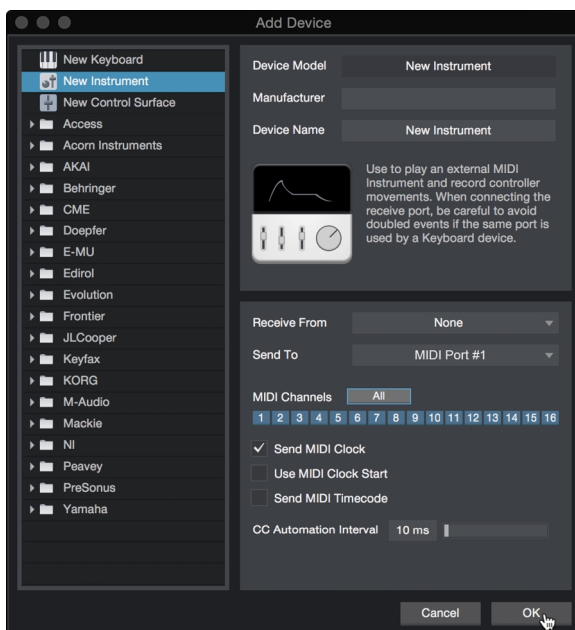 Add Device
New Keyboard
New Instrument
New Control Surface
Access
Acorn Instruments
AKAI
Behringer
CME
Doepfer
E-MU
Edirol
Evolution
Frontier
JLCooper
Keyfax
KORG
M-Audio
Mackie
NI
Peavey
PreSonus
Yamaha
Device Model New Instrument
Manufacturer
Device Name New Instrument
Use to play an external MIDI
Instrument and record controller
movements. When connecting the
receive port, be careful to avoid
doubled events if the same port is
used by a Keyboard device.
Receive From None
Send To MIDI Port #1
MIDI Channels All
1 2 3 4 5 6 7 8 9 10 11 12 13 14 15 16
Send MIDI Clock
Use MIDI Clock Start
Send MIDI Timecode
CC Automation Interval 10 ms
Cancel OK